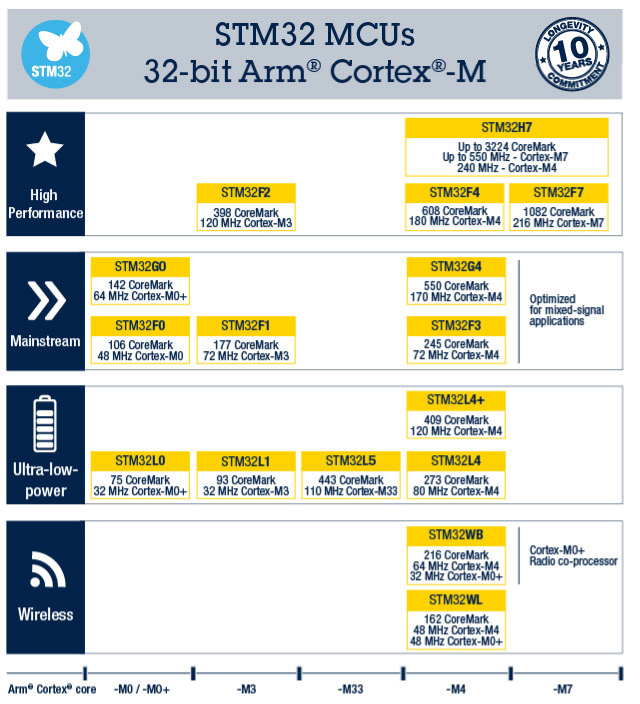 STM32
STM32 MCUs
32-bit Arm® Cortex®-M
LONGEVITY
10
YEARS
COMMITMENT
High
Performance
STM32H7
Up to 3224 CoreMark
Up to 550 MHz - Cortex-M7
240 MHz - Cortex-M4
STM32F2
398 CoreMark
120 MHz Cortex-M3
STM32F4
608 CoreMark
180 MHz Cortex-M4
STM32F7
1082 CoreMark
216 MHz Cortex-M7
Mainstream
STM32G0
142 CoreMark
64 MHz Cortex-M0+
STM32G4
550 CoreMark
170 MHz Cortex-M4
Optimized
for mixed-signal
applications
STM32F0
106 CoreMark
48 MHz Cortex-M0
STM32F1
177 CoreMark
72 MHz Cortex-M3
STM32F3
245 CoreMark
72 MHz Cortex-M4
Ultra-low-
power
STM32L4+
409 CoreMark
120 MHz Cortex-M4
STM32L0
75 CoreMark
32 MHz Cortex-M0+
STM32L1
93 CoreMark
32 MHz Cortex-M3
STM32L5
443 CoreMark
110 MHz Cortex-M33
STM32L4
273 CoreMark
80 MHz Cortex-M4
Wireless
STM32WB
216 CoreMark
64 MHz Cortex-M4
32 MHz Cortex-M0+
Cortex-M0+
Radio co-processor
STM32WL
162 CoreMark
48 MHz Cortex-M4
48 MHz Cortex-M0+
Arm® Cortex® core
-M0 / -M0+
-M3
-M33
-M4
-M7